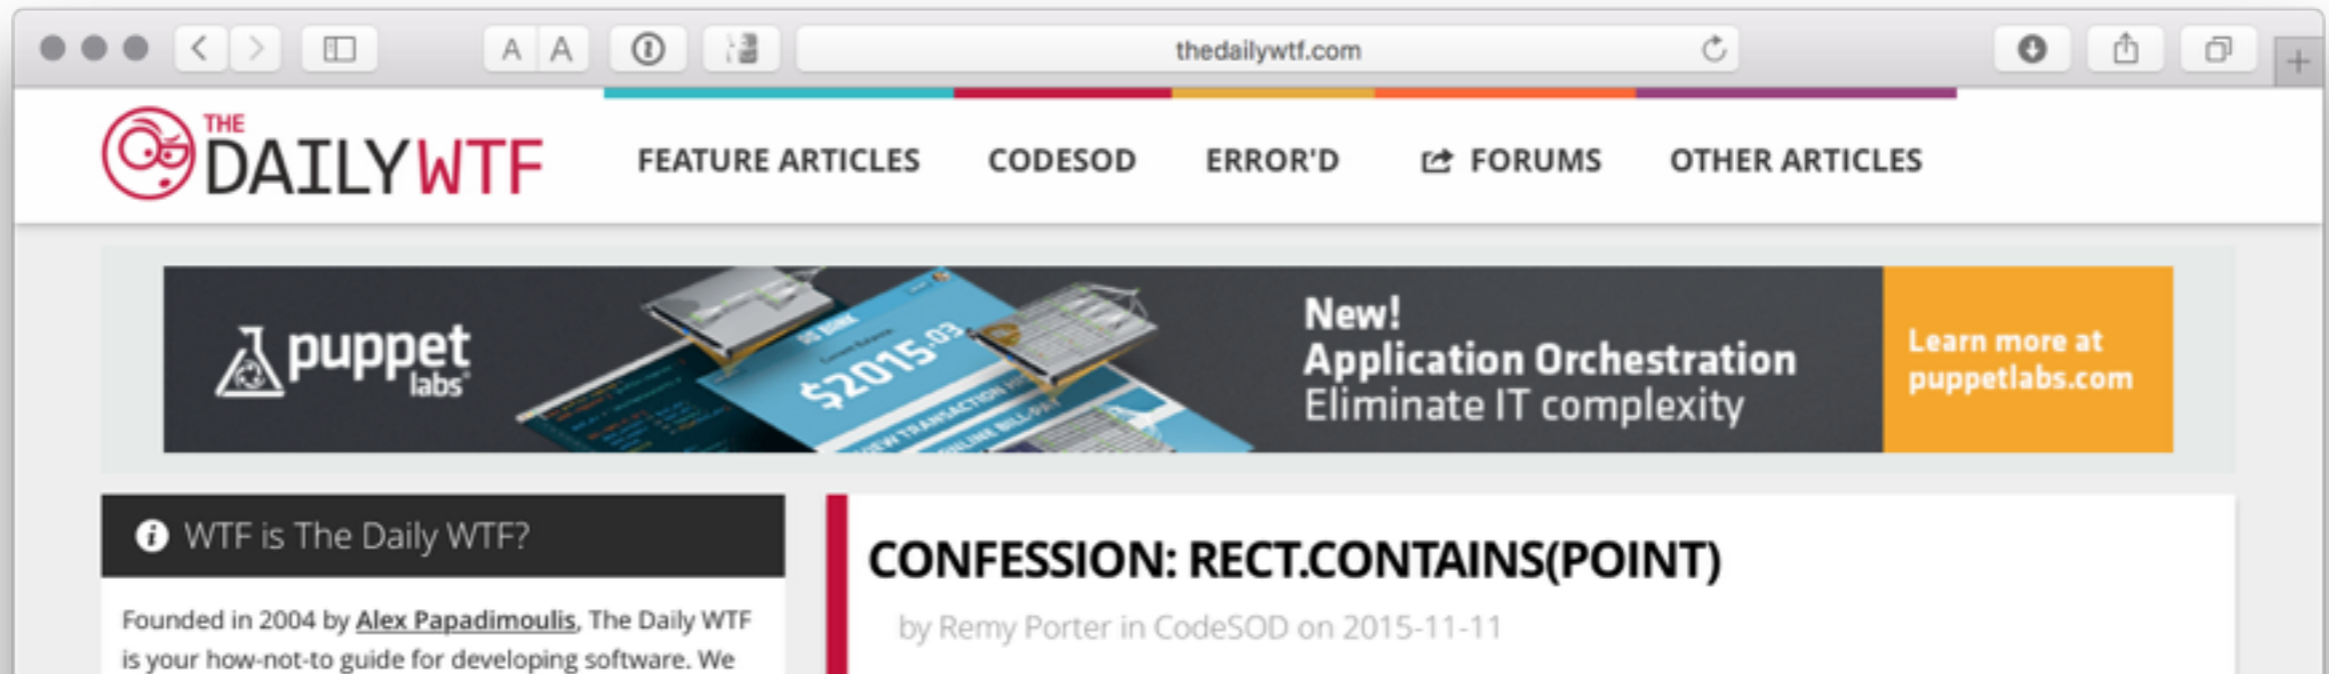 A A
thedailywtf.com
THE
DAILYWTF
FEATURE ARTICLES
CODESOD
ERROR'D
FORUMS
OTHER ARTICLES
puppet
labs
$2015.03
ONLINE BILL-PAY
New!
Application Orchestration
Eliminate IT complexity
Learn more at
puppetlabs.com
WTF is The Daily WTF?
Founded in 2004 by Alex Papadimoulis, The Daily WTF
is your how-not-to guide for developing software. We
CONFESSION: RECT.CONTAINS(POINT)
by Remy Porter in CodeSOD on 2015-11-11